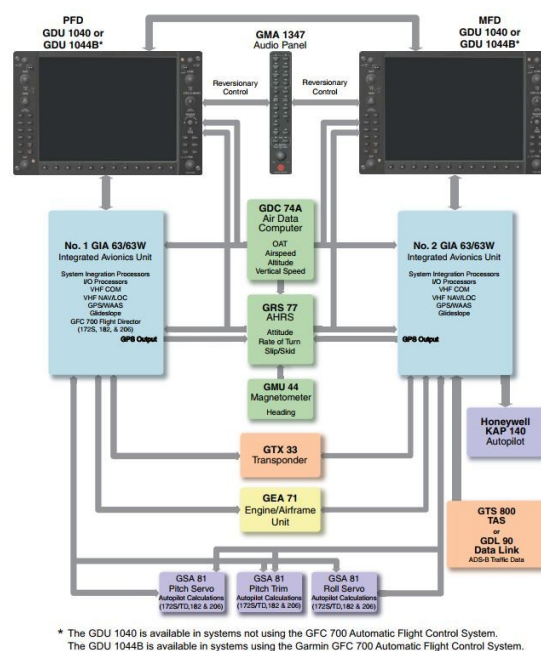 PFD
GDU 1040 or
GDU 1044B*
GMA 1347
Audio Panel
MFD
GDU 1040 or
GDU 1044B*
Reversionary
Control
Reversionary
Control
No. 1 GIA 63/63W
Integrated Avionics Unit
System Integration Processors
I/O Processors
VHF COM
VHF NAV/LOC
GPS/WAAS
Glideslope
GFC 700 Flight Director
(172S, 182, & 206)
GPS Output
GDC 74A
Air Data
Computer
OAT
Airspeed
Altitude
Vertical Speed
GRS 77
AHRS
Attitude
Rate of Turn
Slip/Skid
GMU 44
Magnetometer
Heading
No. 2 GIA 63/63W
Integrated Avionics Unit
System Integration Processors
I/O Processors
VHF COM
VHF NAV/LOC
GPS/WAAS
Glideslope
GPS Output
Honeywell
KAP 140
Autopilot
GTX 33
Transponder
GEA 71
Engine/Airframe
Unit
GTS 800
TAS
or
GDL 90
Data Link
ADS-B Traffic Data
GSA 81
Pitch Servo
Autopilot Calculations
(172S/TD,182 & 206)
GSA 81
Pitch Trim
Autopilot Calculations
(172S/TD,182 & 206)
GSA 81
Roll Servo
Autopilot Calculations
(172S/TD,182 & 206)
* The GDU 1040 is available in systems not using the GFC 700 Automatic Flight Control System.
The GDU 1044B is available in systems using the Garmin GFC 700 Automatic Flight Control System.